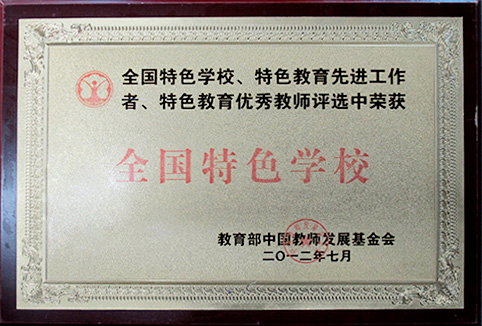 全国特色学校、特色教育先进工作
者、特色教育优秀教师评选中荣获
全国特色学校
教育部中国教师发展基金会
二〇一二年七月